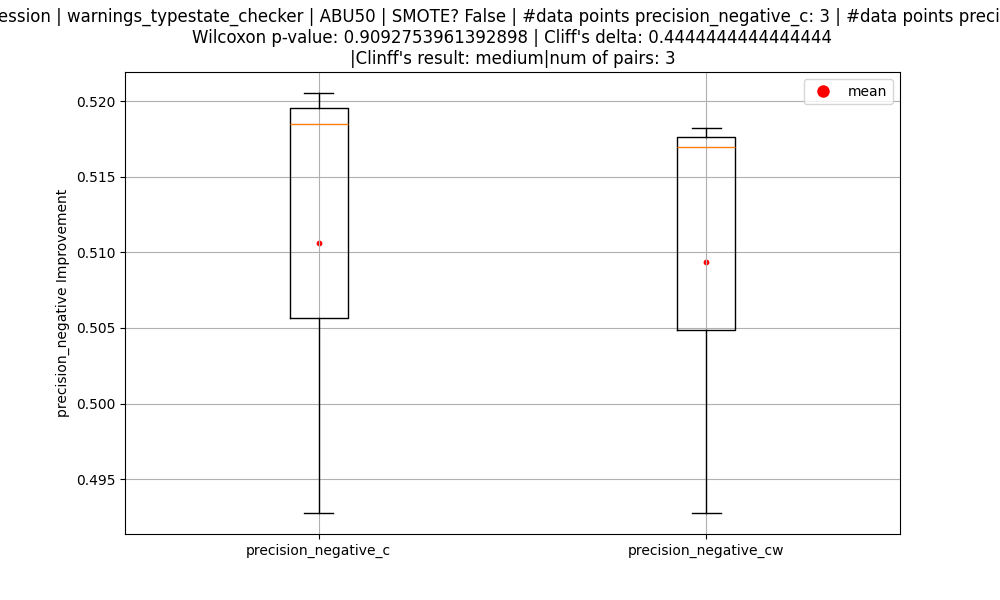 ession | warnings_typestate_checker | ABU50 | SMOTE? False | #data points precision_negative_c: 3 | #data points preci
Wilcoxon p-value: 0.9092753961392898 | Cliff's delta: 0.4444444444444444
|Clinff's result: medium|num of pairs: 3
mean
0.520
0.515
0.510
0.505
0.500
0.495
precision_negative Improvement
precision_negative_c
precision_negative_cw